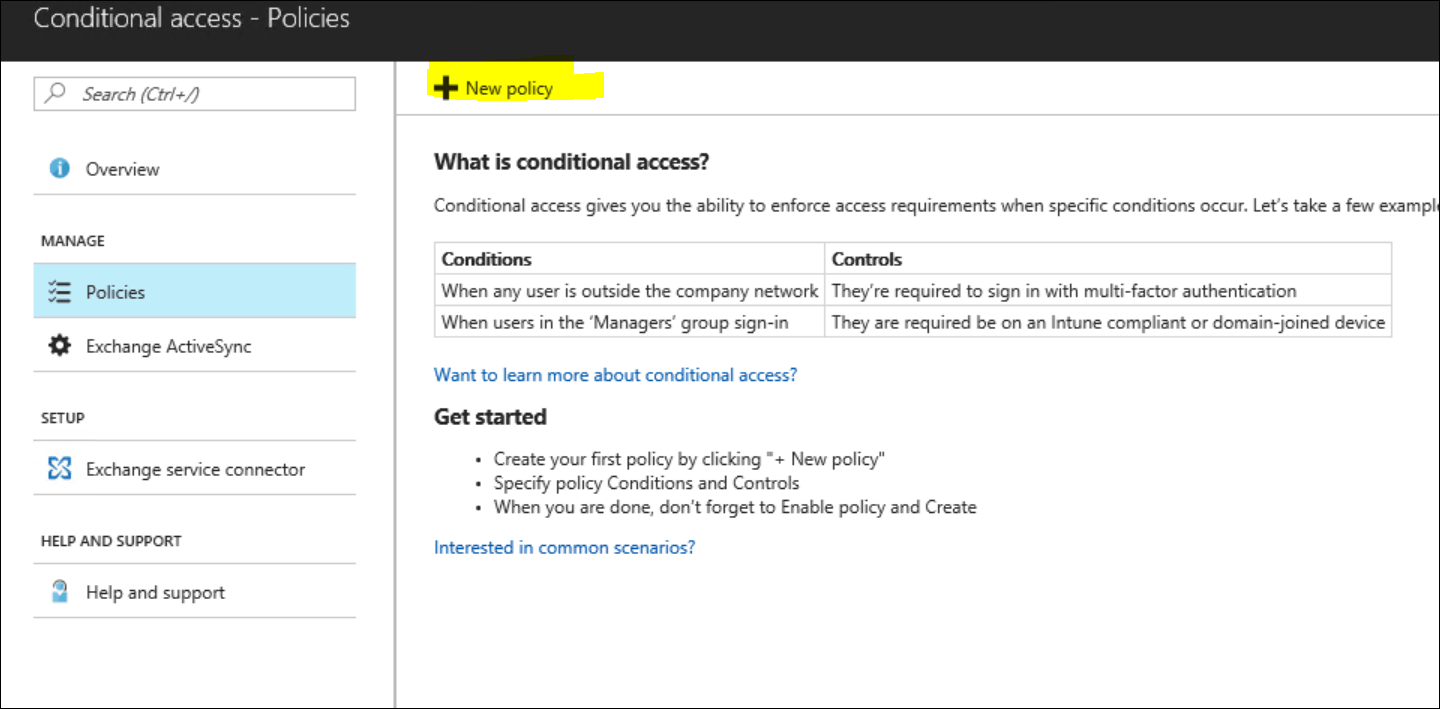 Conditional access - Policies
Search (Ctrl+/)
Overview
MANAGE
Policies
Exchange ActiveSync
SETUP
Exchange service connector
HELP AND SUPPORT
Help and support
New policy
What is conditional access?
Conditional access gives you the ability to enforce access requirements when specific conditions occur. Let's take a few example
Conditions Controls
When any user is outside the company network They're required to sign in with multi-factor authentication
When users in the ‘Managers’ group sign-in They are required be on an Intune compliant or domain-joined device
Want to learn more about conditional access?
Get started
• Create your first policy by clicking "+ New policy"
• Specify policy Conditions and Controls
• When you are done, don't forget to Enable policy and Create
Interested in common scenarios?